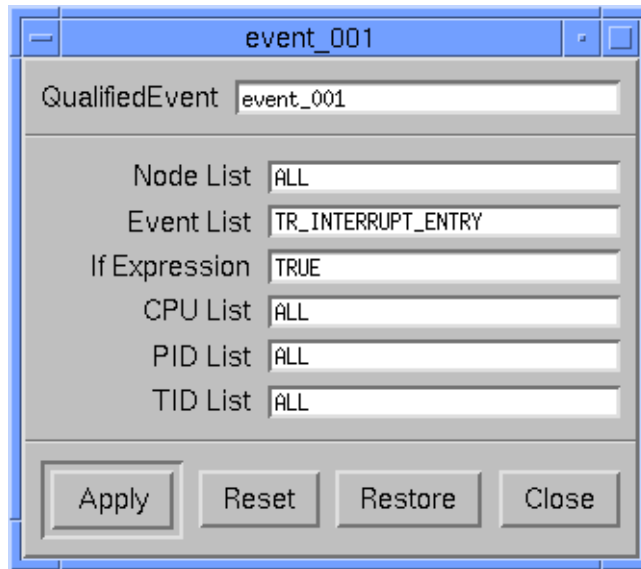 event_001
QualifiedEvent event_001
Node List ALL
Event List TR_INTERRUPT_ENTRY
If Expression TRUE
CPU List ALL
PID List ALL
TID List ALL
Apply Reset Restore Close